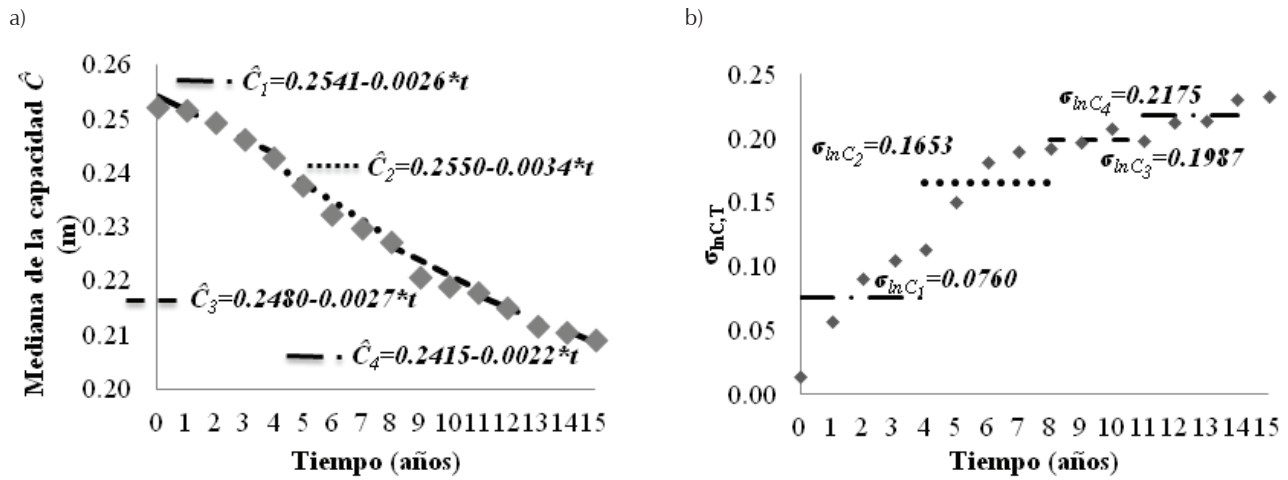 a)
Mediana de la capacidad Ĉ
(m)
0.26
0.25
0.24
0.23
0.22
0.21
0.20
Ĉ1=0.2541-0.0026*t
Ĉ2=0.2550-0.0034*t
Ĉ3=0.2480-0.0027*t
Ĉ4=0.2415-0.0022*t
0 1 2 3 4 5 6 7 8 9 10 11 12 13 14 15
Tiempo (años)
b)
σlnC,T
0.25
0.20
0.15
0.10
0.05
0.00
σlnC4=0.2175
σlnC2=0.1653
σlnC3=0.1987
σlnC1=0.0760
0 1 2 3 4 5 6 7 8 9 10 11 12 13 14 15
Tiempo (años)